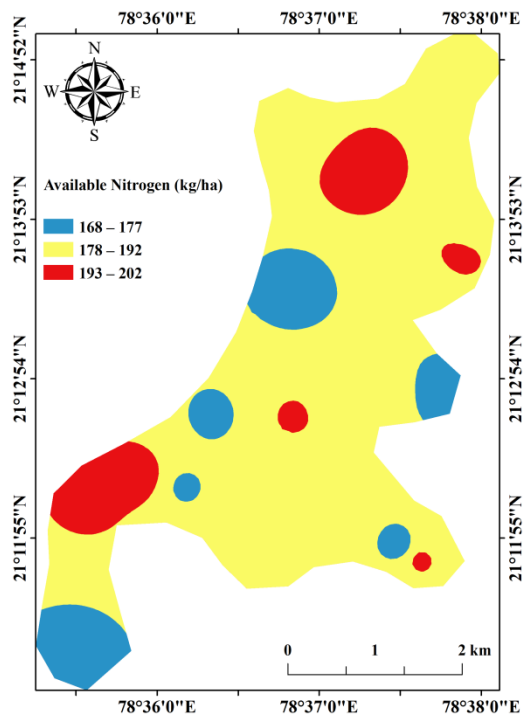 78°36'0"E 78°37'0"E 78°38'0"E
21°14'52"N 21°14'52"N
N
W E
S
Available Nitrogen (kg/ha)
21°13'53"N 21°13'53"N
168 – 177
178 – 192
193 – 202
21°12'54"N 21°12'54"N
21°11'55"N 21°11'55"N
0 1 2 km
78°36'0"E 78°37'0"E 78°38'0"E